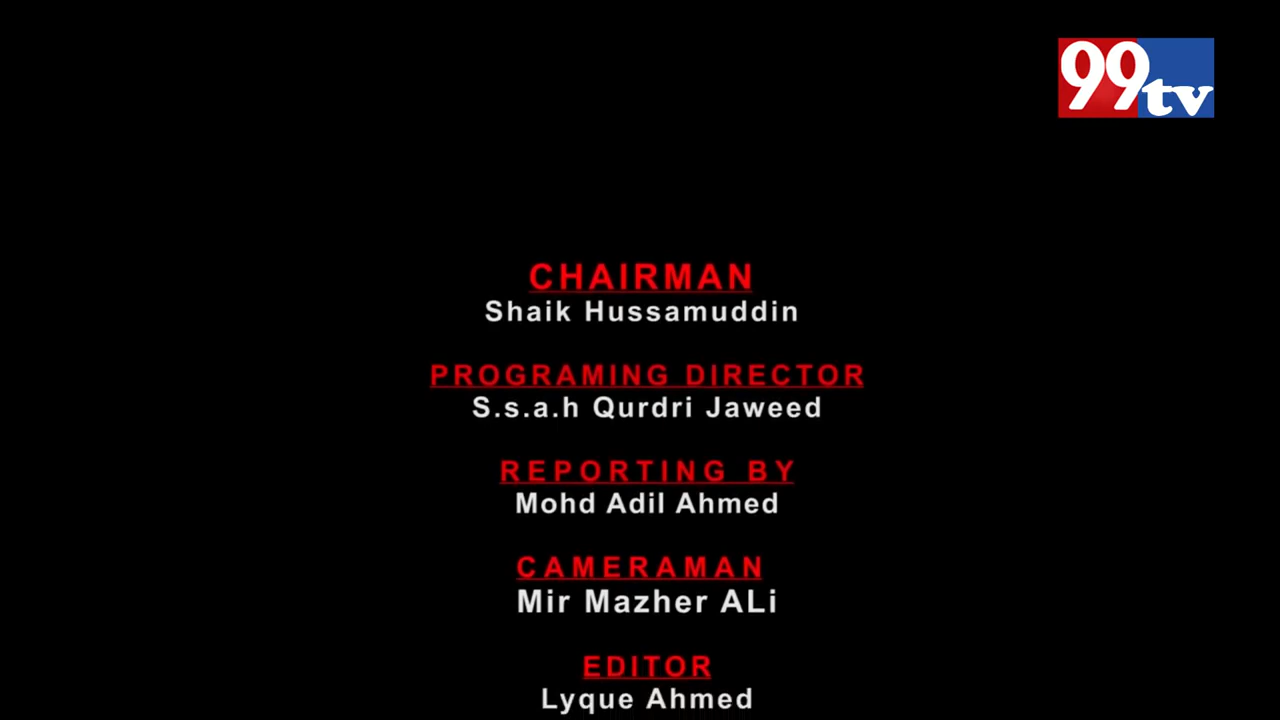 99tv
CHAIRMAN
Shaik Hussamuddin
PROGRAMING DIRECTOR
S.s.a.h Qurdri Jaweed
REPORTING BY
Mohd Adil Ahmed
CAMERAMAN
Mir Mazher ALi
EDITOR
Lyque Ahmed